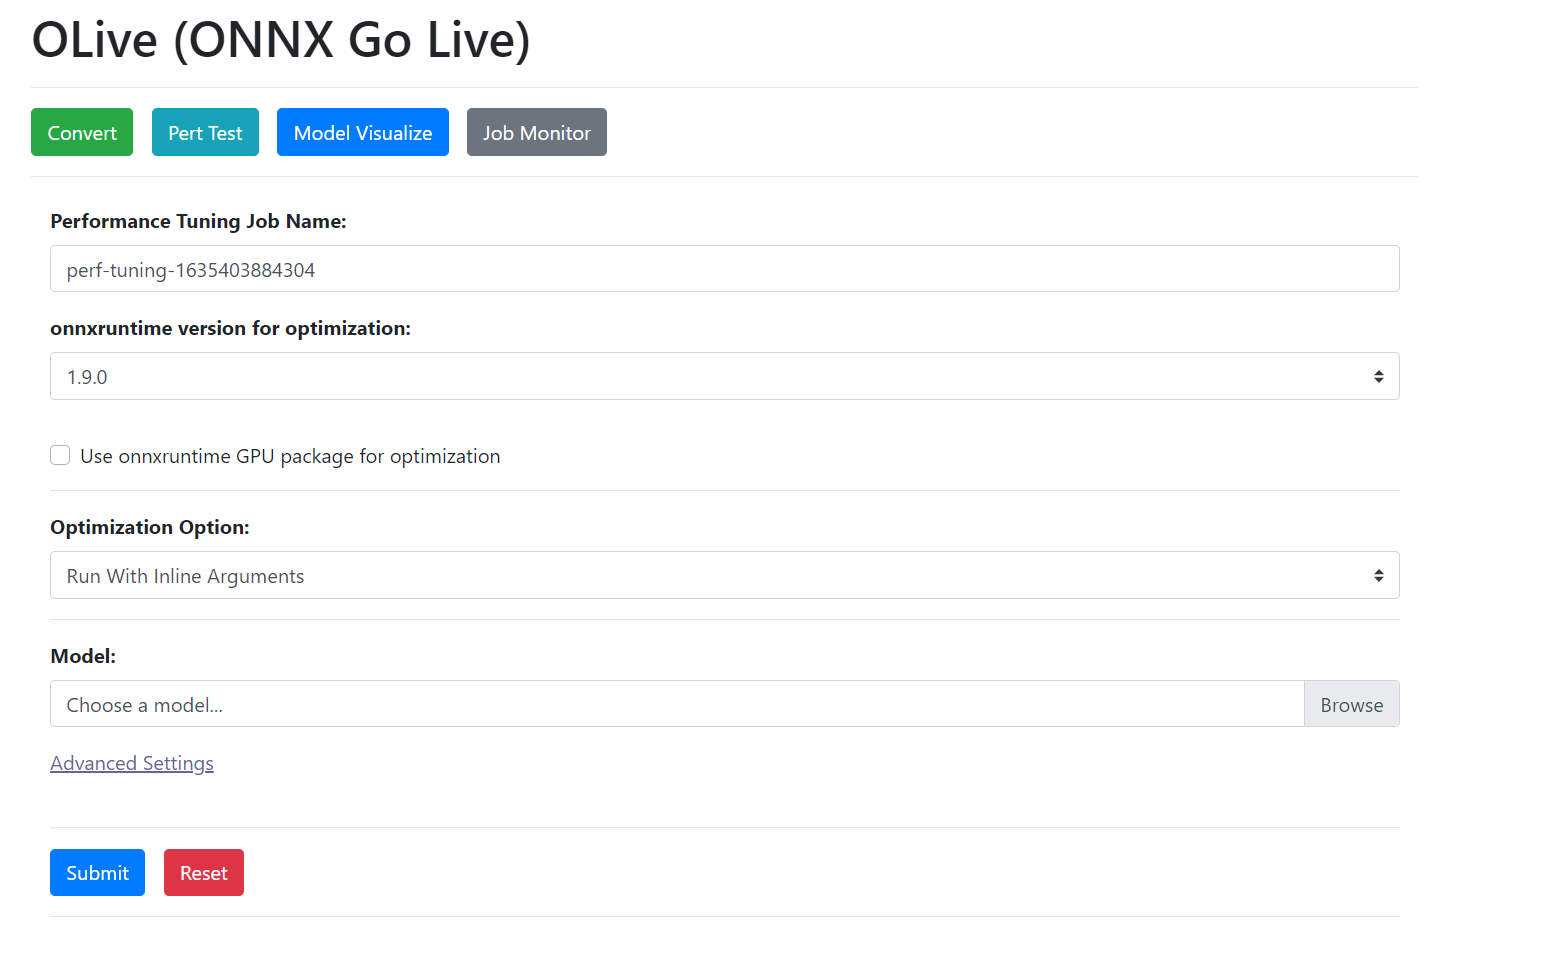 OLive (ONNX Go Live)
Convert Pert Test Model Visualize Job Monitor
Performance Tuning Job Name:
perf-tuning-1635403884304
onnxruntime version for optimization:
1.9.0
Use onnxruntime GPU package for optimization
Optimization Option:
Run With Inline Arguments
Model:
Choose a model... Browse
Advanced Settings
Submit Reset